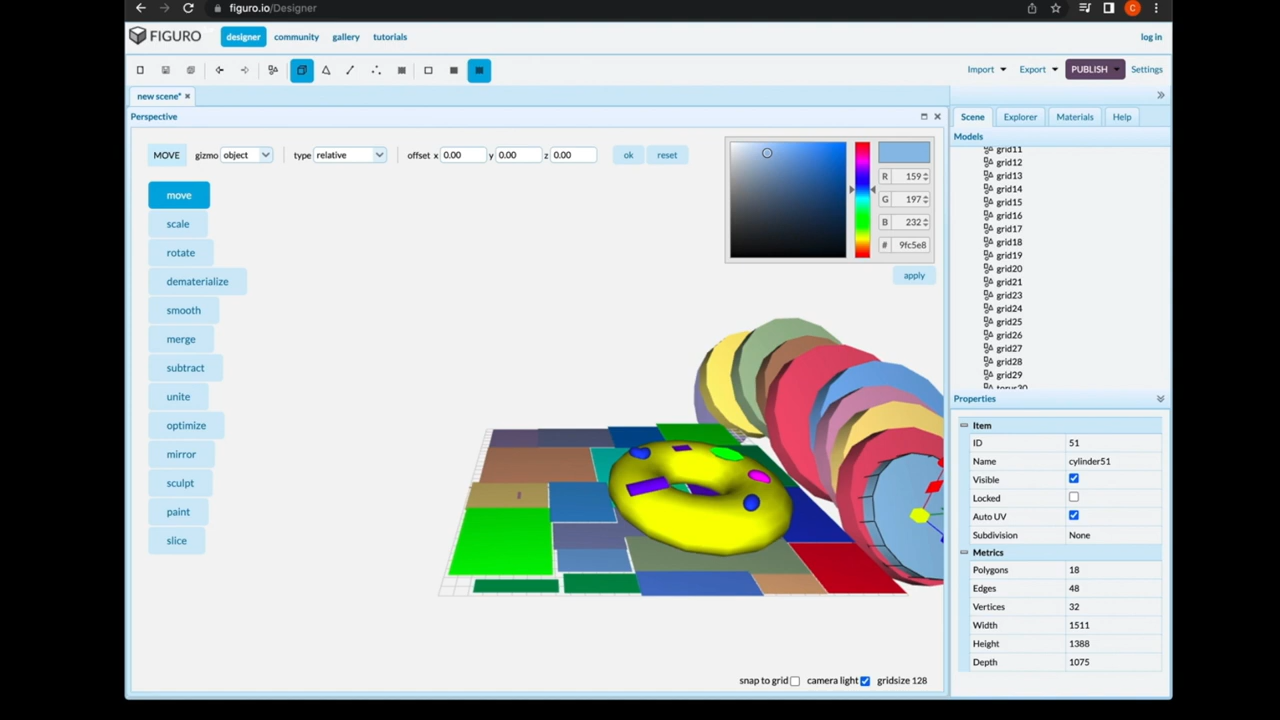 figuro.io/Designer
C
FIGURO designer community gallery tutorials log in
Import Export PUBLISH Settings
new scene* ×
Perspective
Scene Explorer Materials Help
Models
MOVE gizmo object type relative offset x 0.00 y 0.00 z 0.00 ok reset
move
scale
rotate
dematerialize
smooth
merge
subtract
unite
optimize
mirror
sculpt
paint
slice
R 159
G 197
B 232
# 9fc5e8
apply
grid11
grid12
grid13
grid14
grid15
grid16
grid17
grid18
grid19
grid20
grid21
grid23
grid24
grid25
grid26
grid27
grid28
grid29
torus30
Properties
Item
ID 51
Name cylinder51
Visible
Locked
Auto UV
Subdivision None
Metrics
Polygons 18
Edges 48
Vertices 32
Width 1511
Height 1388
Depth 1075
snap to grid camera light gridsize 128